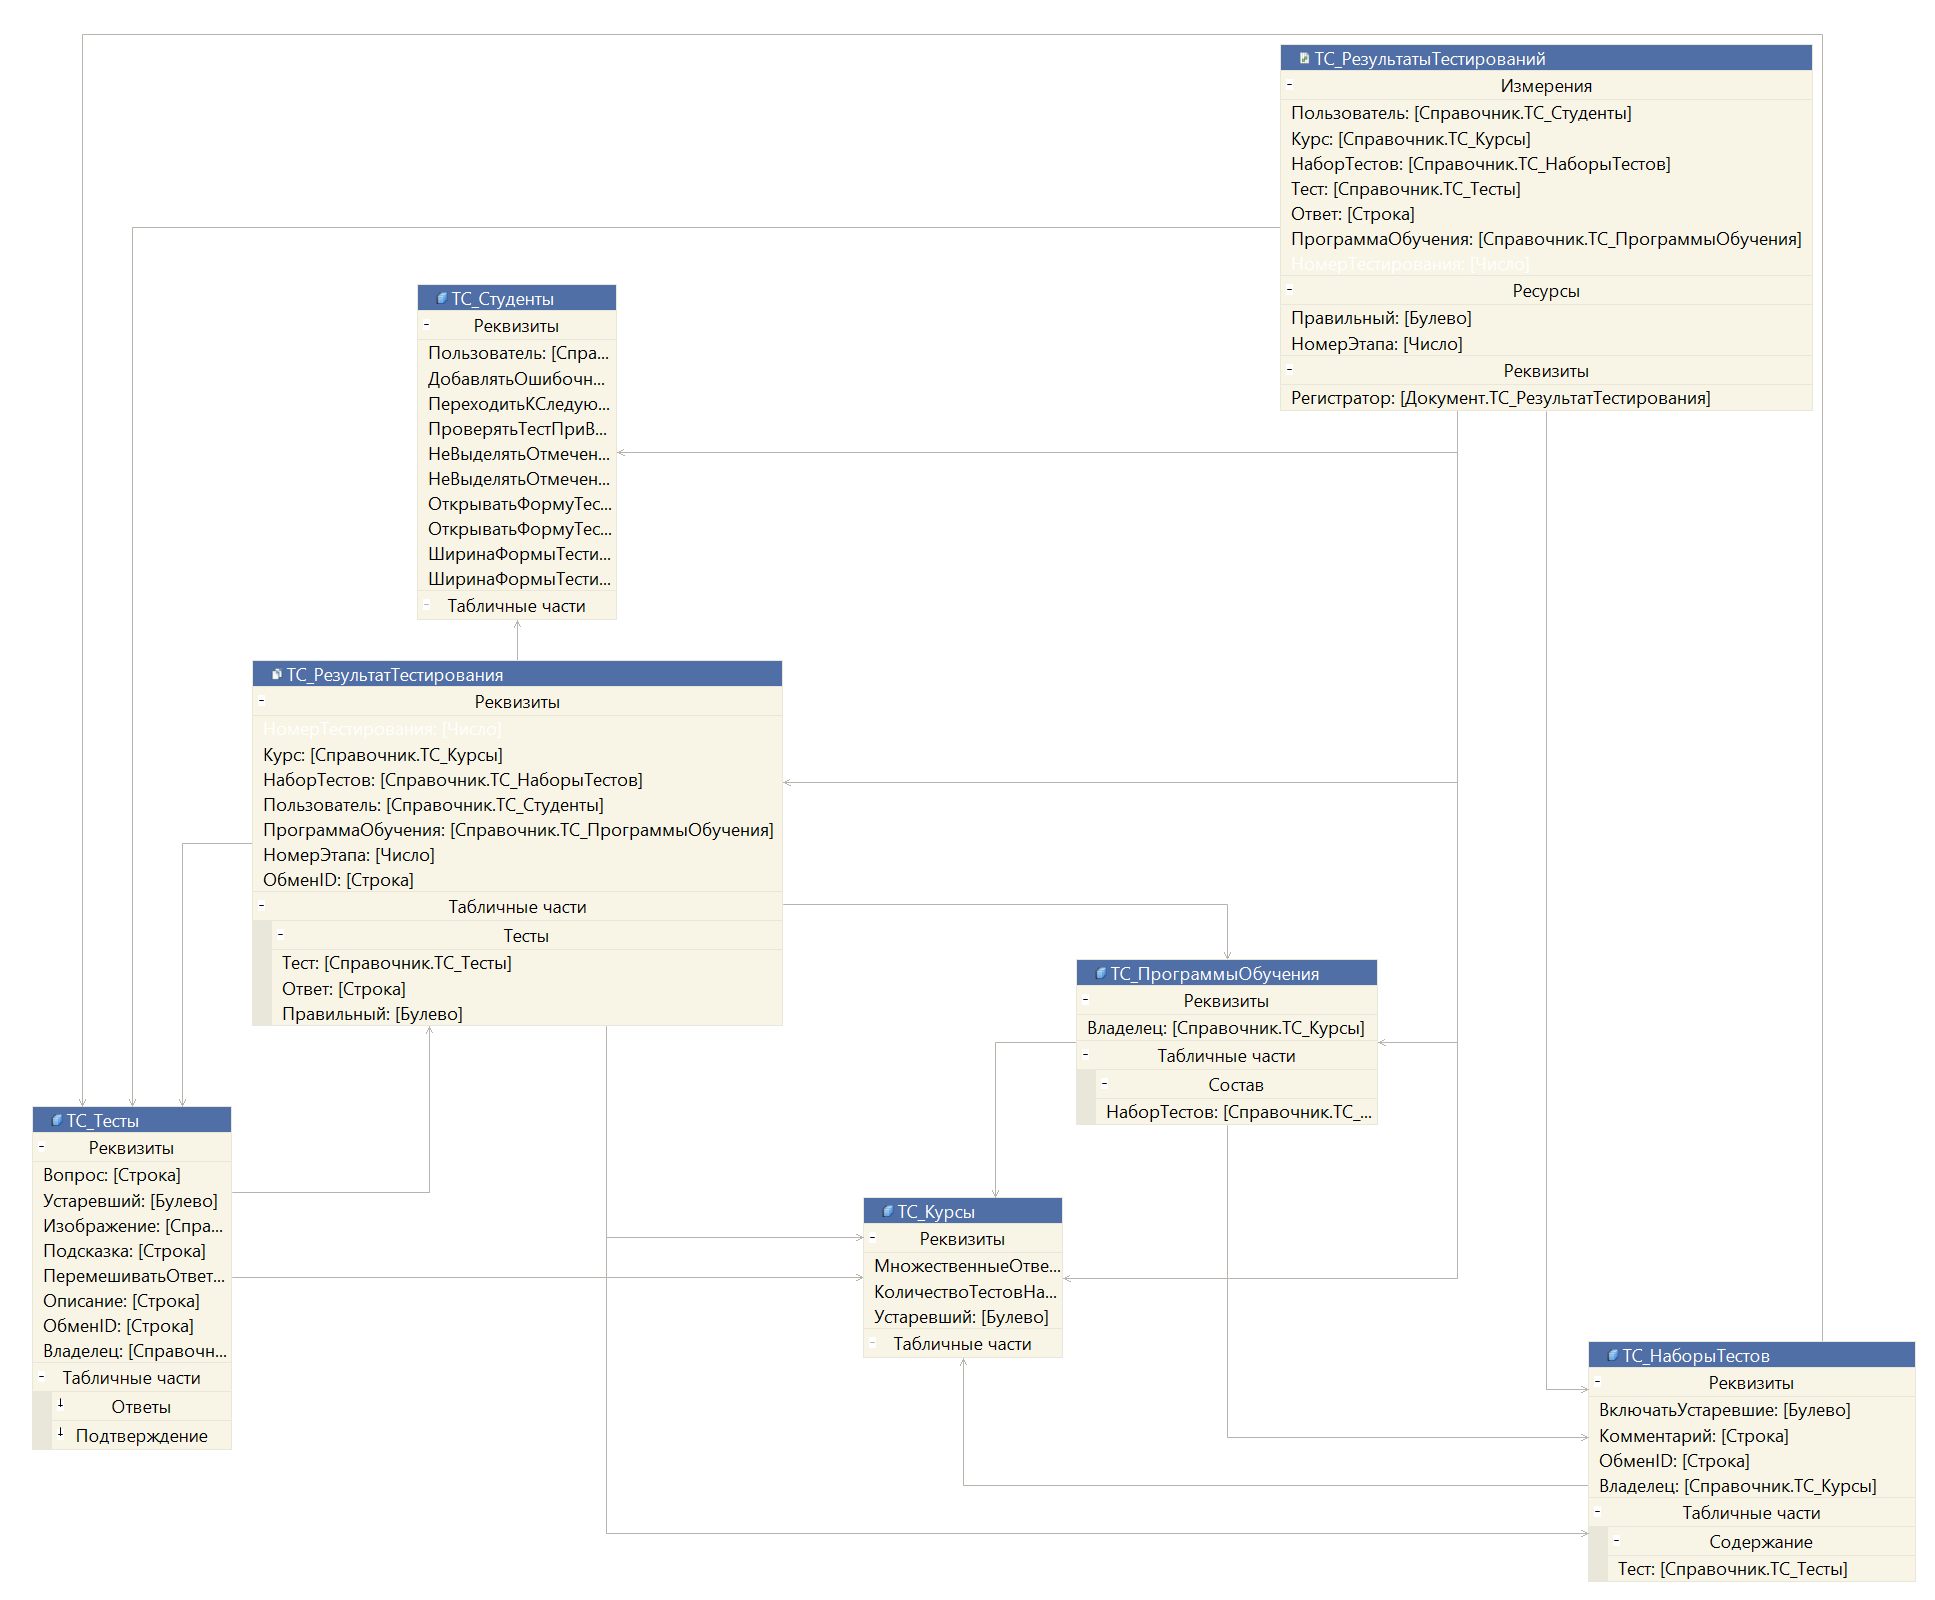 ТС_РезультатыТестирований
Измерения
Пользователь: [Справочник.ТС_Студенты]
Курс: [Справочник.ТС_Курсы]
НаборТестов: [Справочник.ТС_НаборыТестов]
Тест: [Справочник.ТС_Тесты]
Ответ: [Строка]
ПрограммаОбучения: [Справочник.ТС_ПрограммыОбучения]
НомерТестирования: [Число]
Ресурсы
Правильный: [Булево]
НомерЭтапа: [Число]
Реквизиты
Регистратор: [Документ.ТС_РезультатТестирования]
ТС_Студенты
Реквизиты
Пользователь: [Спра...
ДобавлятьОшибочн...
ПереходитьКСледую...
ПроверятьТестПриВ...
НеВыделятьОтмечен...
НеВыделятьОтмечен...
ОткрыватьФормуТес...
ОткрыватьФормуТес...
ШиринаФормыТести...
ШиринаФормыТести...
Табличные части
ТС_РезультатТестирования
Реквизиты
НомерТестирования: [Число]
Курс: [Справочник.ТС_Курсы]
НаборТестов: [Справочник.ТС_НаборыТестов]
Пользователь: [Справочник.ТС_Студенты]
ПрограммаОбучения: [Справочник.ТС_ПрограммыОбучения]
НомерЭтапа: [Число]
ОбменID: [Строка]
Табличные части
Тесты
Тест: [Справочник.ТС_Тесты]
Ответ: [Строка]
Правильный: [Булево]
ТС_ПрограммыОбучения
Реквизиты
Владелец: [Справочник.ТС_Курсы]
Табличные части
Состав
НаборТестов: [Справочник.ТС_...
ТС_Тесты
Реквизиты
Вопрос: [Строка]
Устаревший: [Булево]
Изображение: [Спра...
Подсказка: [Строка]
ПеремешиватьОтвет...
Описание: [Строка]
ОбменID: [Строка]
Владелец: [Справочн...
Табличные части
Ответы
Подтверждение
ТС_Курсы
Реквизиты
МножественныеОтве...
КоличествоТестовНа...
Устаревший: [Булево]
Табличные части
ТС_НаборыТестов
Реквизиты
ВключатьУстаревшие: [Булево]
Комментарий: [Строка]
ОбменID: [Строка]
Владелец: [Справочник.ТС_Курсы]
Табличные части
Содержание
Тест: [Справочник.ТС_Тесты]